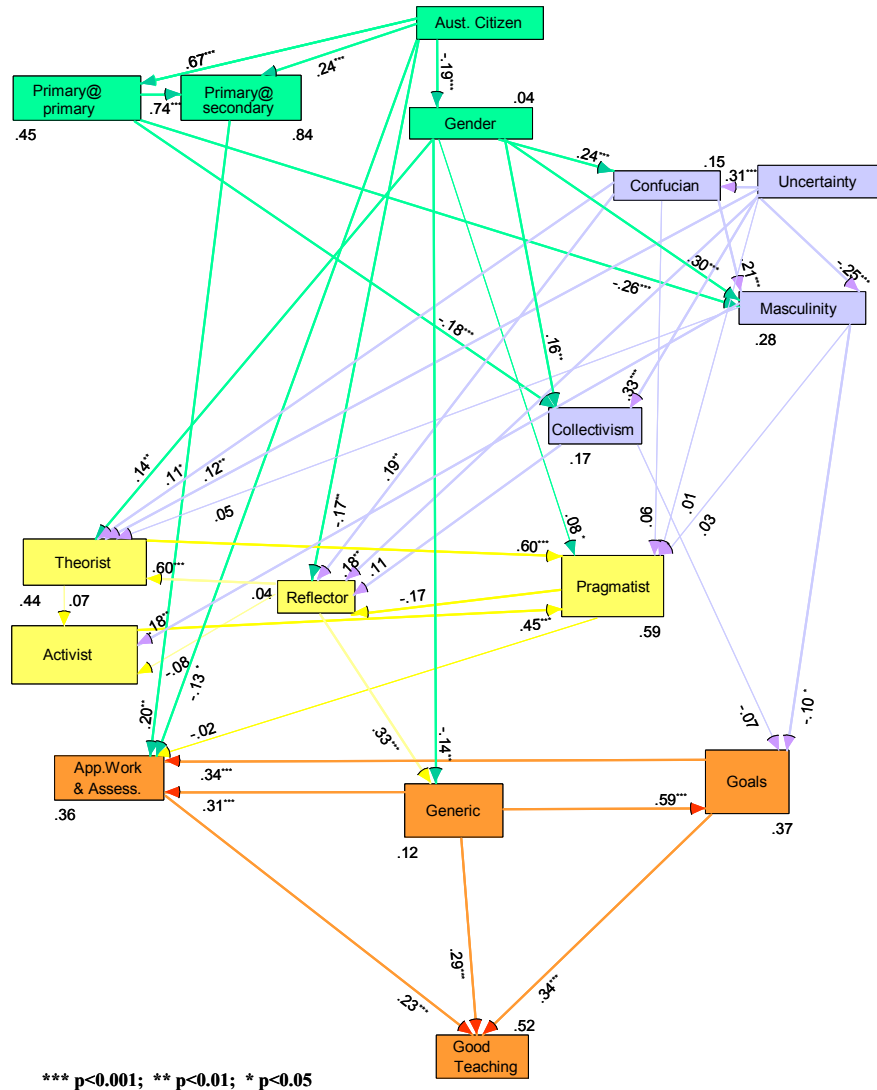 Aust. Citizen
.67***
.24***
-.19***
Primary@
primary
.74***
Primary@
secondary
.04
.45
.84
Gender
.24***
.15
.31***
Confucian
Uncertainty
.30***
.21***
-.25***
-.26***
Masculinity
-.18***
.16**
.28
.33***
Collectivism
.17
.14**
.11*
.12**
.19**
.05
-.17*
.18**
.11
.08*
.06
.01
.03
Theorist
.60***
.60***
.44
.07
.04
Reflector
-.17
Pragmatist
.59
Activist
-.18**
.45***
-.08
-.13*
.20**
-.02
.33***
-.14**
-.07
-.10*
App.Work
& Assess.
.34***
.31***
Generic
.59***
Goals
.36
.12
.37
.23***
.29***
.34***
.52
Good
Teaching
*** p<0.001; ** p<0.01; * p<0.05